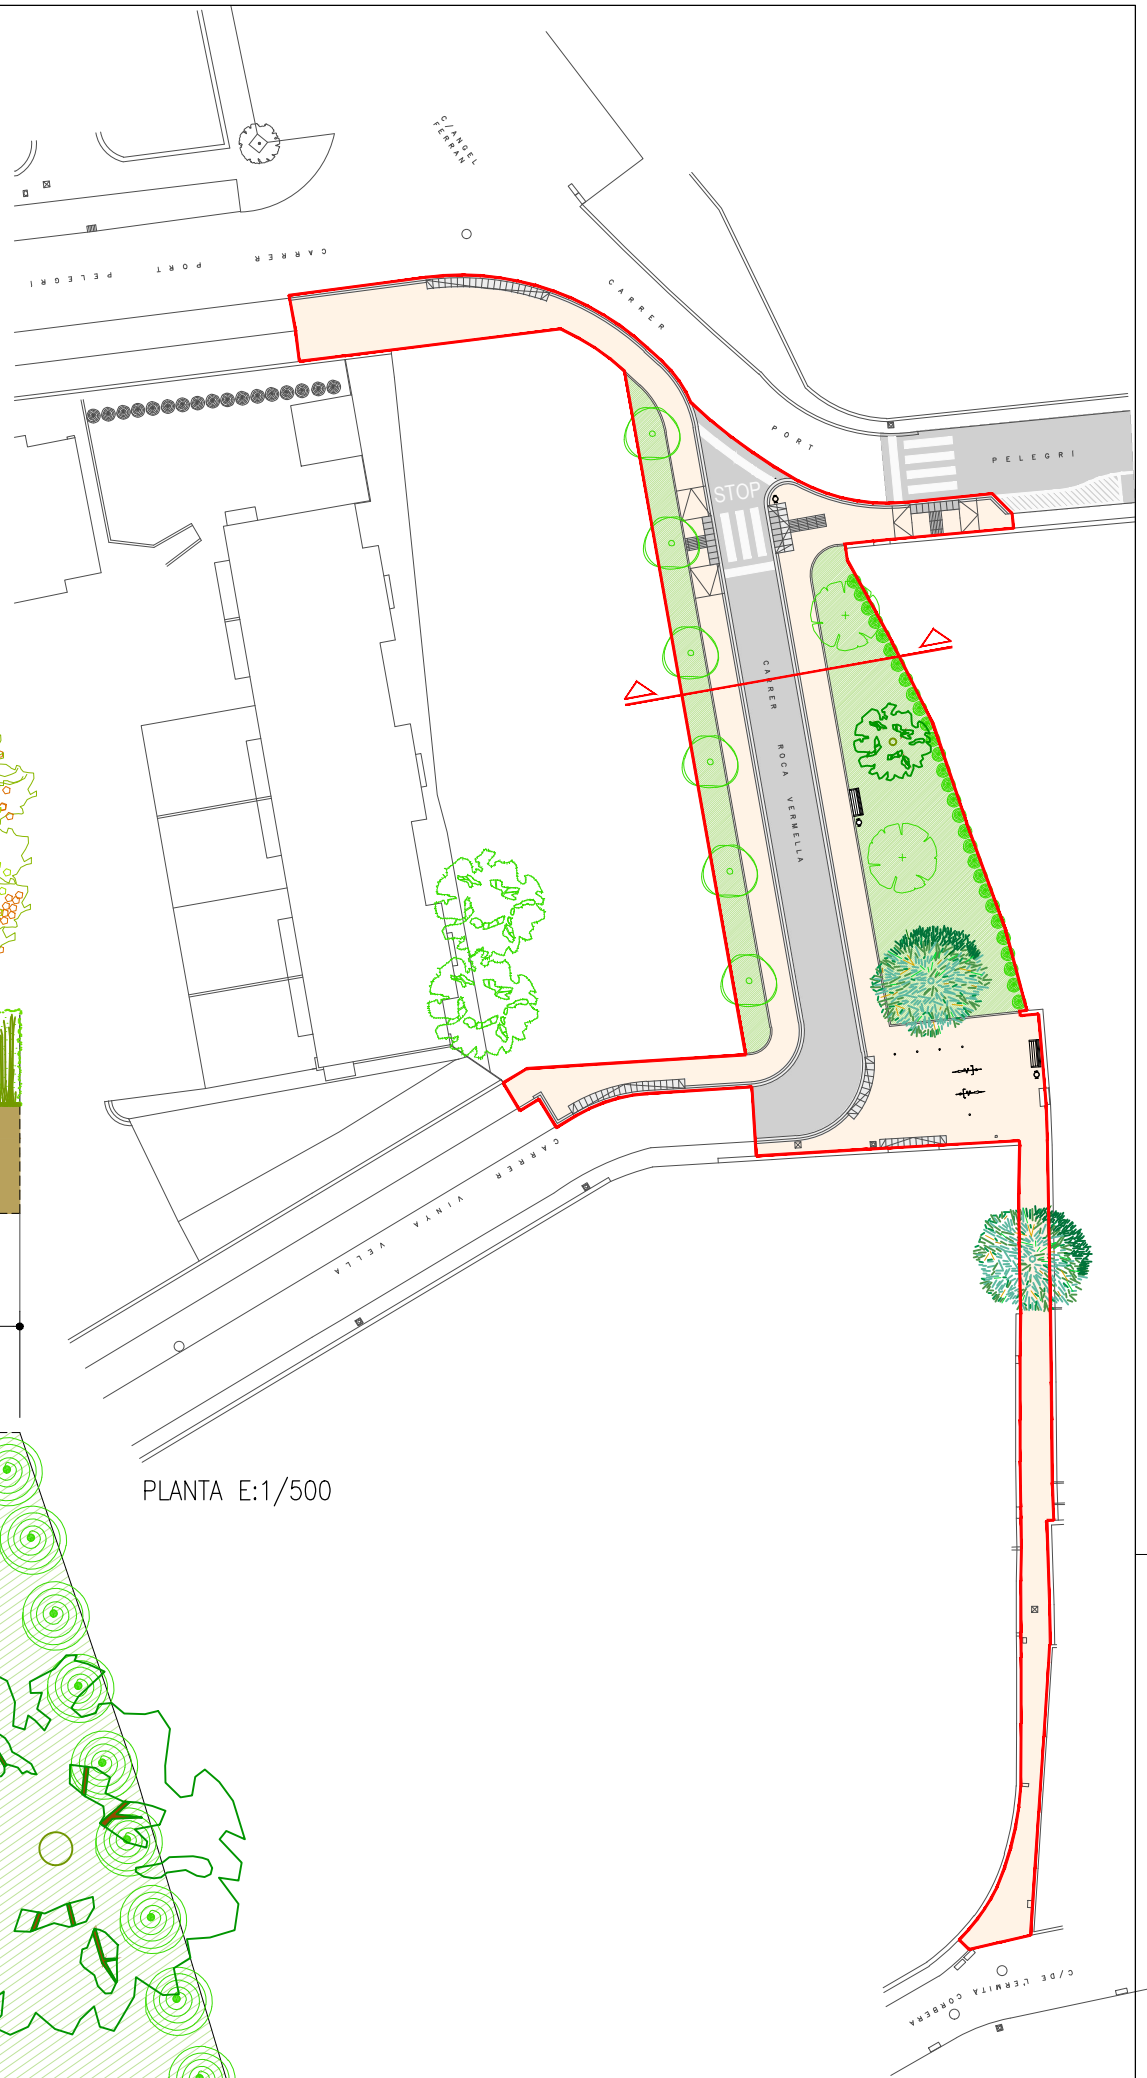 C/ANGEL
FERRAN
CARRER PORT PELEGRI
CARRER
PORT
PELEGRI
STOP
CARRER ROCA VERMELLA
CARRER VINYA VELLA
PLANTA E:1/500
C/DE L'ERMITA CORBERA